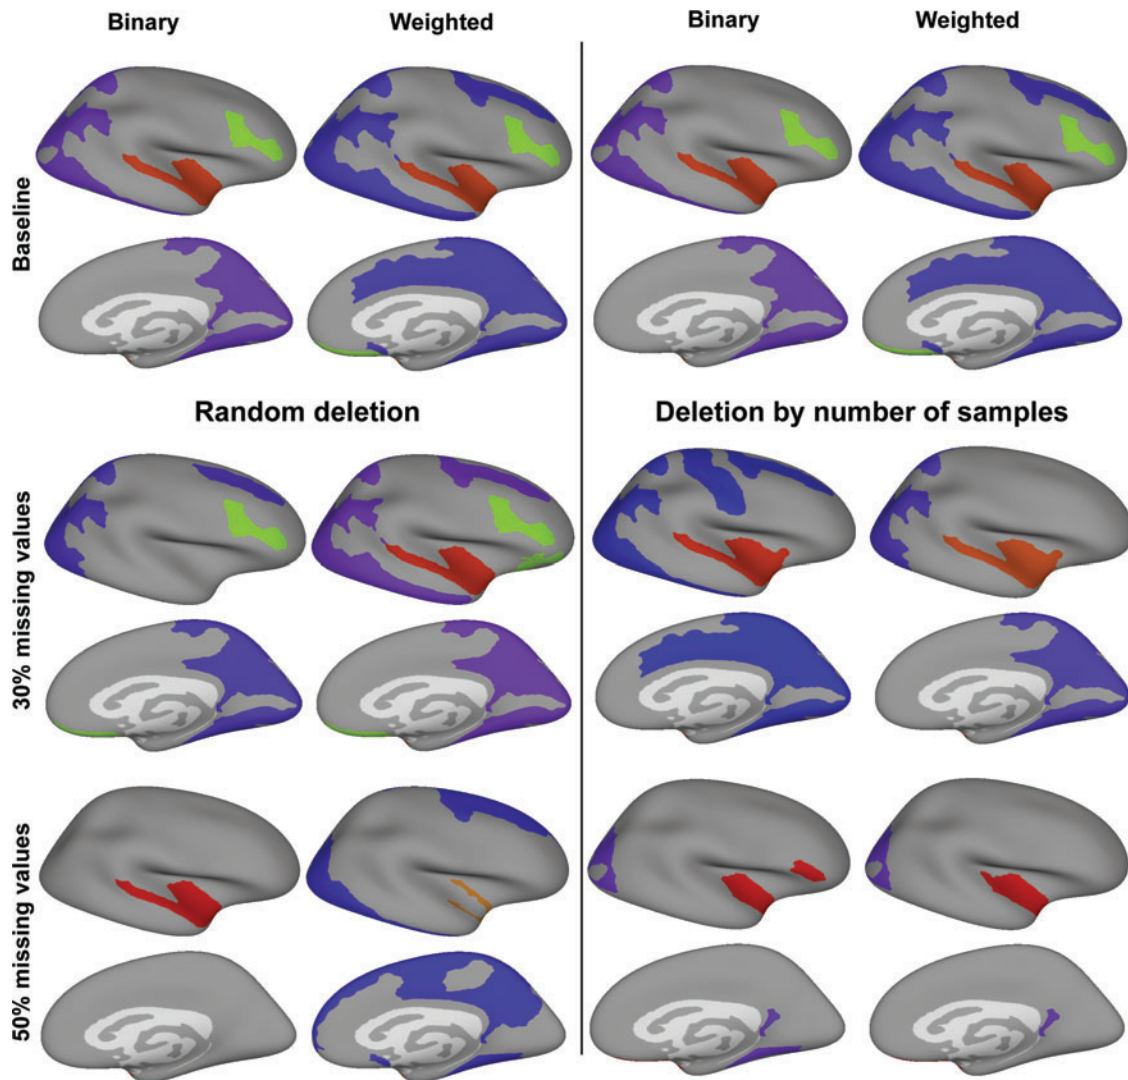 Binary Weighted Binary Weighted
Baseline
Random deletion Deletion by number of samples
30% missing values
50% missing values